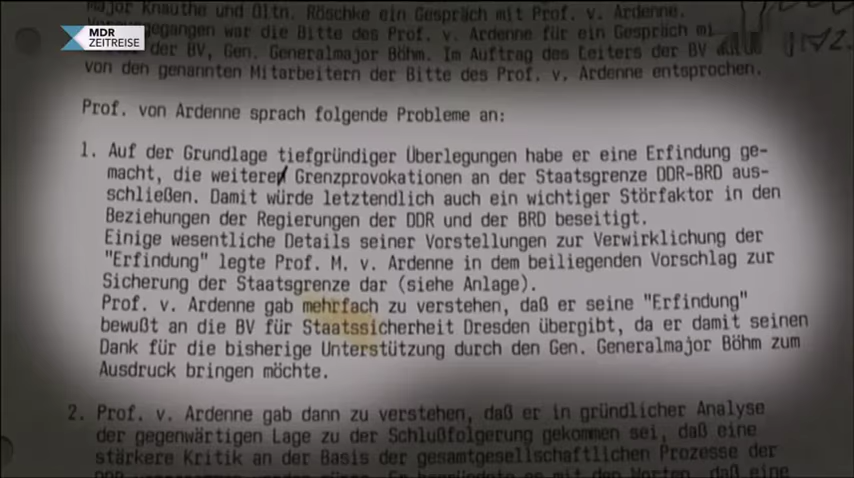 Major Knauthe und Oltn. Röschke ein Gespräch mit Prof. v. Ardenne.
MDR
ZEITREISE
gegangen war die Bitte des Prof. v. Ardenne für ein Gespräch mi
der BV, Gen. Generalmajor Böhm. Im Auftrag des Leiters der BV
von den genannten Mitarbeitern der Bitte des Prof. v. Ardenne entsprochen.
Prof. von Ardenne sprach folgende Probleme an:
1. Auf der Grundlage tiefgründiger Überlegungen habe er eine Erfindung ge-
macht, die weitere Grenzprovokationen an der Staatsgrenze DDR-BRD aus-
schließen. Damit würde letztendlich auch ein wichtiger Störfaktor in den
Beziehungen der Regierungen der DDR und der BRD beseitigt.
Einige wesentliche Details seiner Vorstellungen zur Verwirklichung der
"Erfindung" legte Prof. M. v. Ardenne in dem beiliegenden Vorschlag zur
Sicherung der Staatsgrenze dar (siehe Anlage).
Prof. v. Ardenne gab mehrfach zu verstehen, daß er seine "Erfindung"
bewußt an die BV für Staatssicherheit Dresden übergibt, da er damit seinen
Dank für die bisherige Unterstützung durch den Gen. Generalmajor Böhm zum
Ausdruck bringen möchte.
2. Prof. v. Ardenne gab dann zu verstehen, daß er in gründlicher Analyse
der gegenwärtigen Lage zu der Schlußfolgerung gekommen sei, daß eine
stärkere Kritik an der Basis der gesamtgesellschaftlichen Prozesse der
mit den Worten, daß eine